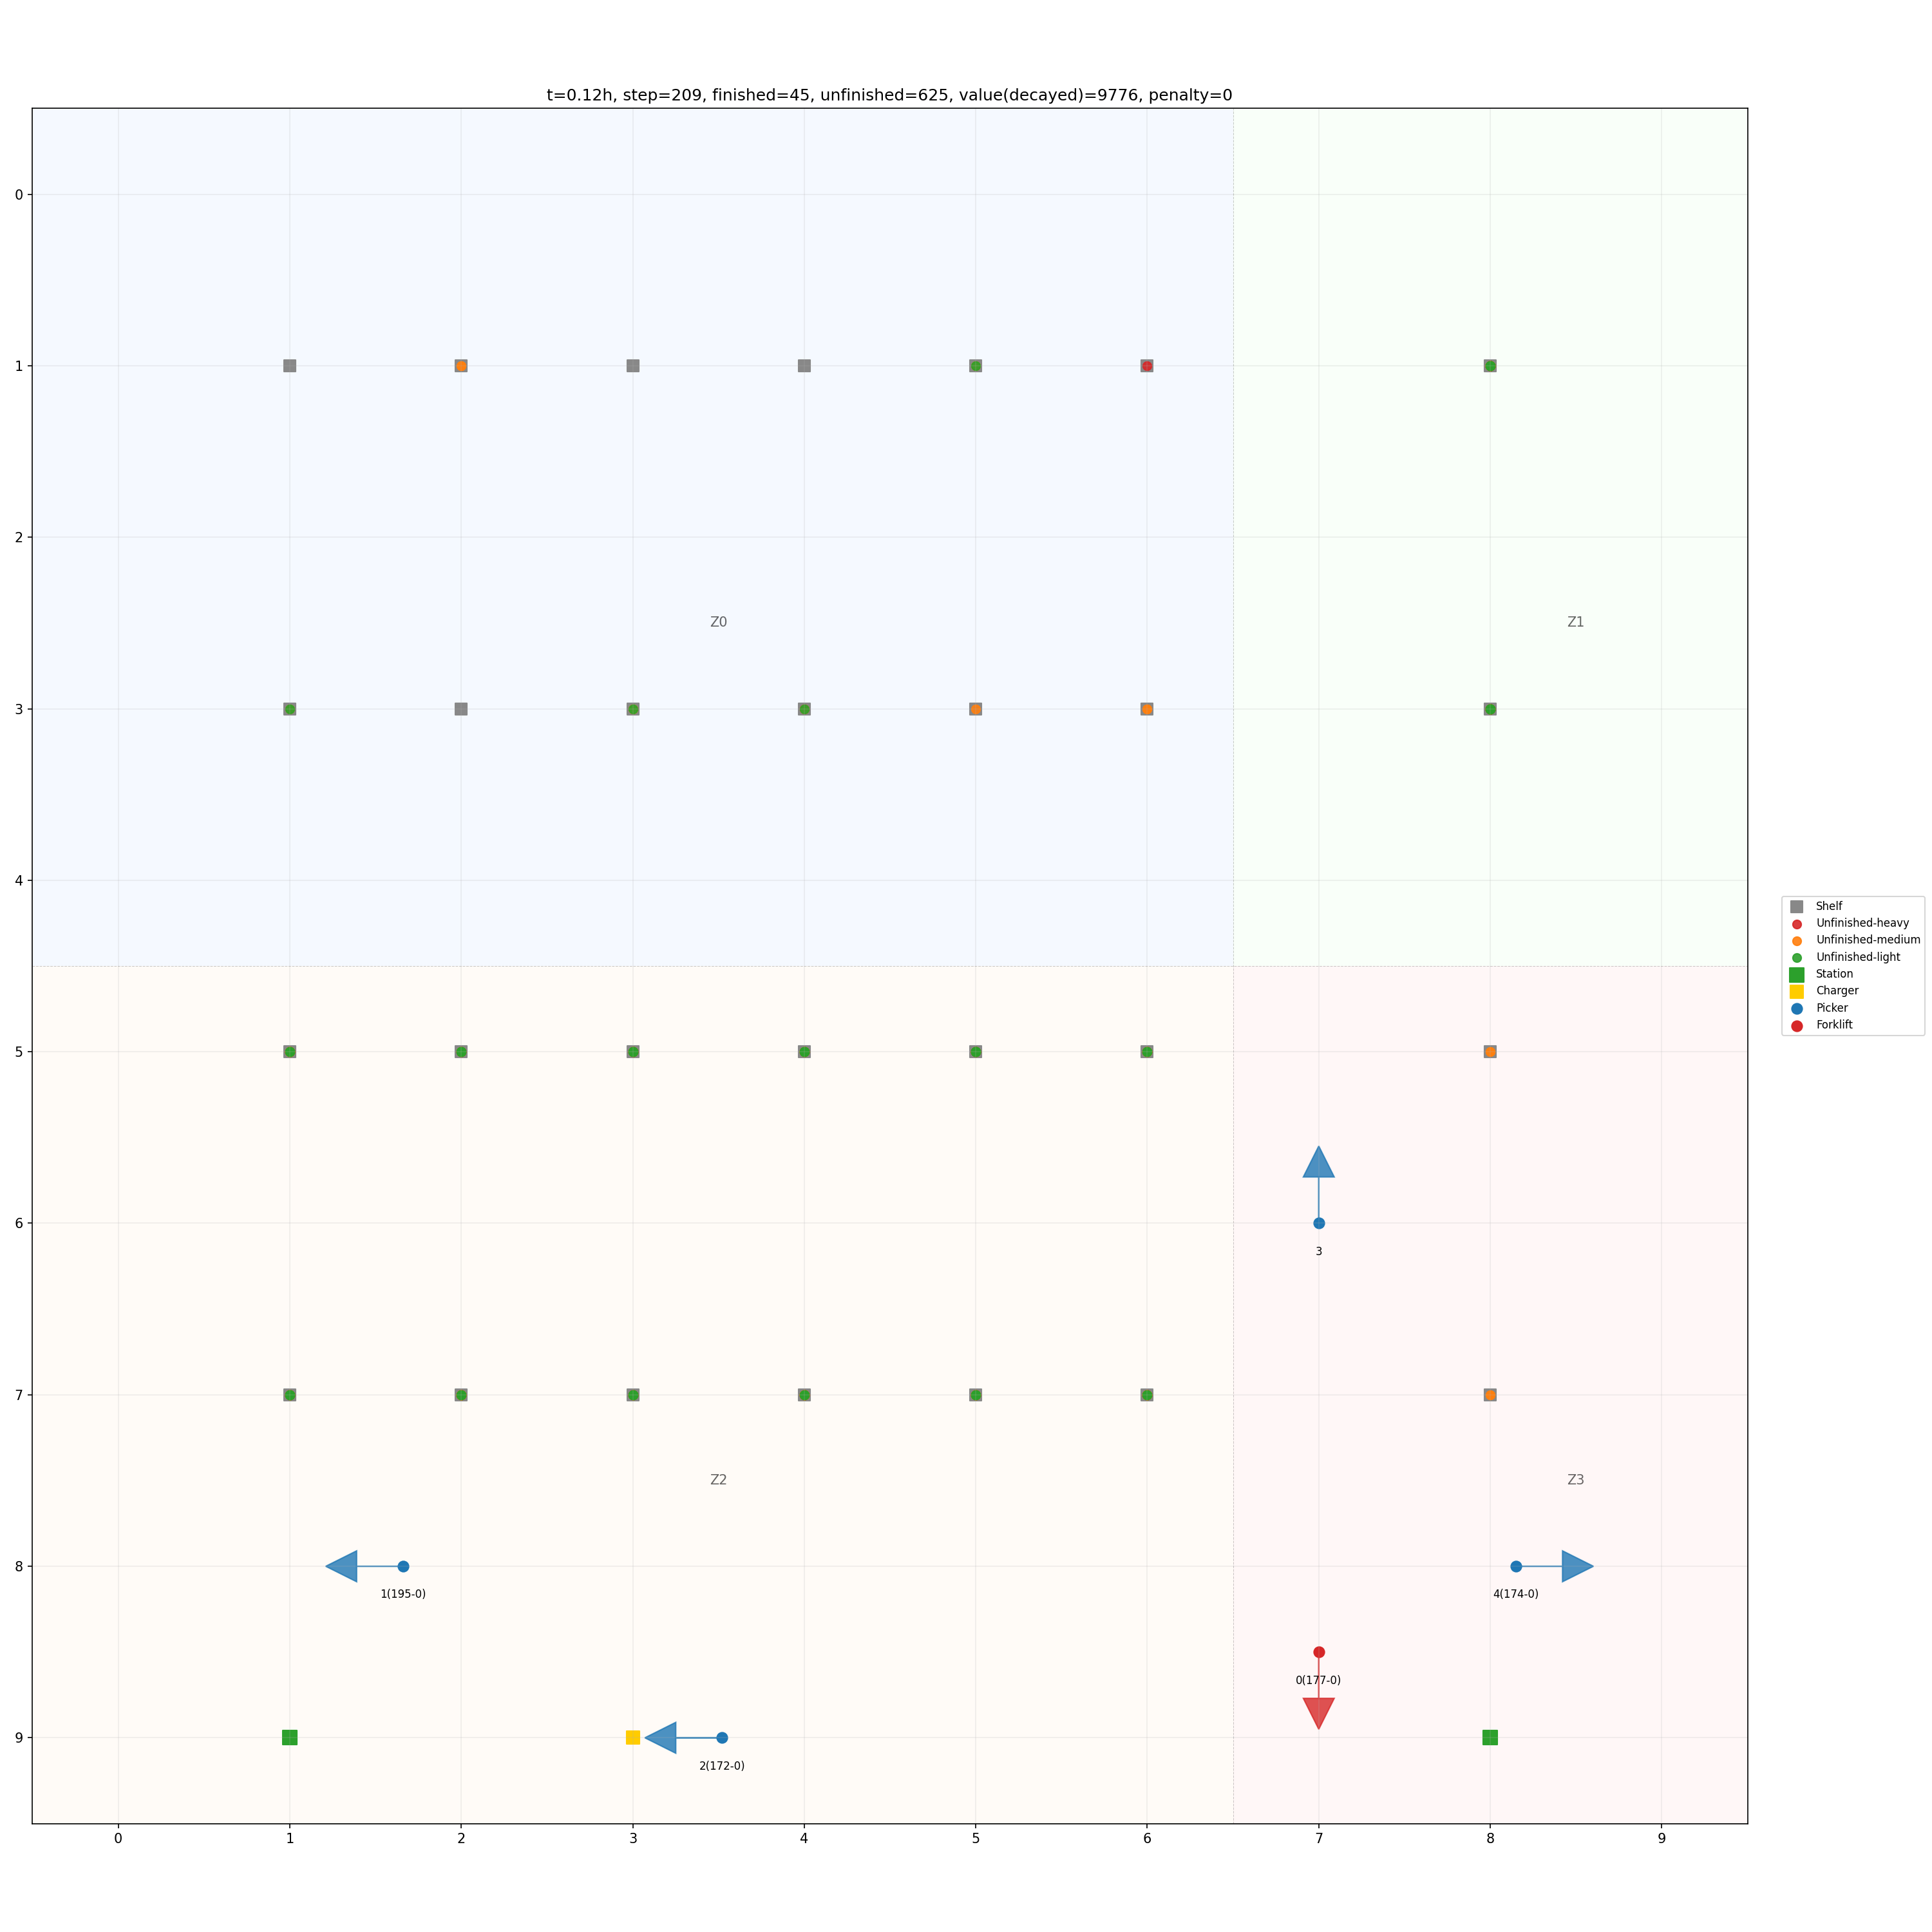 t=0.12h, step=209, finished=45, unfinished=625, value(decayed)=9776, penalty=0
0
1
2
Z0
Z1
3
4
Shelf
Unfinished-heavy
Unfinished-medium
Unfinished-light
Station
Charger
Picker
Forklift
5
6
3
7
Z2
Z3
8
1(195-0)
4(174-0)
0(177-0)
9
2(172-0)
0 1 2 3 4 5 6 7 8 9